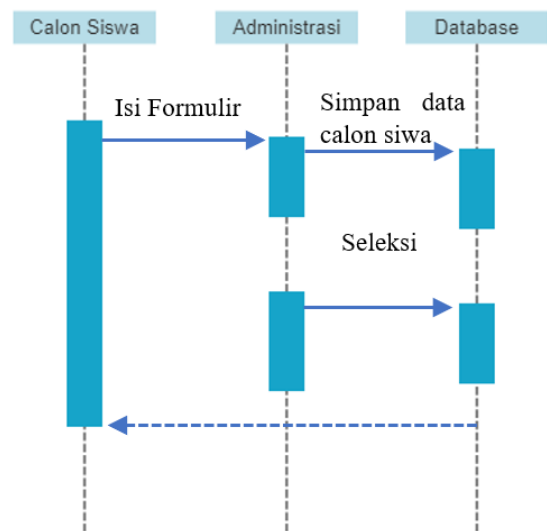 Calon Siswa
Administrasi
Database
Isi Formulir
Simpan data
calon siwa
Seleksi